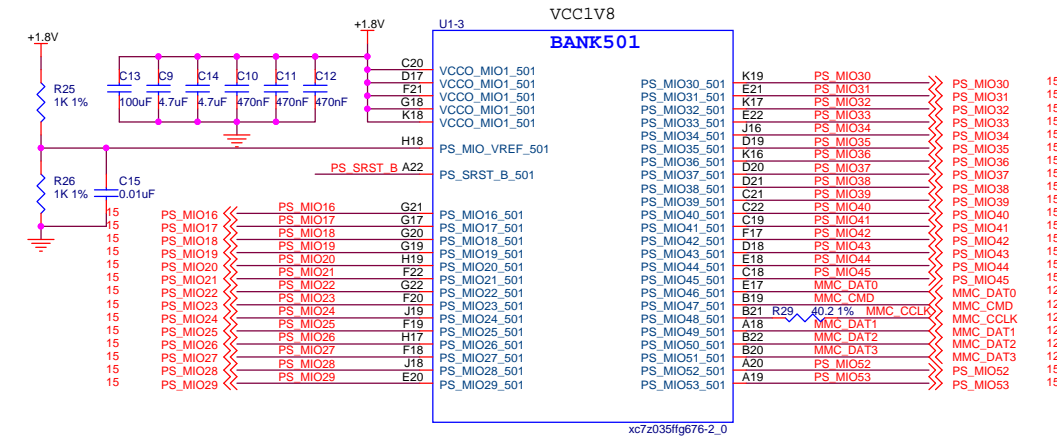 VCC1V8
+1.8V
+1.8V
U1-3
BANK501
R25
1K 1%
C13
100uF
C9
4.7uF
C14
4.7uF
C10
470nF
C11
470nF
C12
470nF
C20
D17
F21
G18
K18
VCCO_MIO1_501
VCCO_MIO1_501
VCCO_MIO1_501
VCCO_MIO1_501
VCCO_MIO1_501
H18 PS_MIO_VREF_501
PS_SRST_B A22 PS_SRST_B_501
R26
1K 1%
C15
0.01uF
15 PS_MIO16 PS_MIO16 G21 PS_MIO16_501
15 PS_MIO17 PS_MIO17 G17 PS_MIO17_501
15 PS_MIO18 PS_MIO18 G20 PS_MIO18_501
15 PS_MIO19 PS_MIO19 G19 PS_MIO19_501
15 PS_MIO20 PS_MIO20 H19 PS_MIO20_501
15 PS_MIO21 PS_MIO21 F22 PS_MIO21_501
15 PS_MIO22 PS_MIO22 G22 PS_MIO22_501
15 PS_MIO23 PS_MIO23 F20 PS_MIO23_501
15 PS_MIO24 PS_MIO24 J19 PS_MIO24_501
15 PS_MIO25 PS_MIO25 F19 PS_MIO25_501
15 PS_MIO26 PS_MIO26 H17 PS_MIO26_501
15 PS_MIO27 PS_MIO27 F18 PS_MIO27_501
15 PS_MIO28 PS_MIO28 J18 PS_MIO28_501
15 PS_MIO29 PS_MIO29 E20 PS_MIO29_501
PS_MIO30_501 K19 PS_MIO30 PS_MIO30
PS_MIO31_501 E21 PS_MIO31 PS_MIO31
PS_MIO32_501 K17 PS_MIO32 PS_MIO32
PS_MIO33_501 E22 PS_MIO33 PS_MIO33
PS_MIO34_501 J16 PS_MIO34 PS_MIO34
PS_MIO35_501 D19 PS_MIO35 PS_MIO35
PS_MIO36_501 K16 PS_MIO36 PS_MIO36
PS_MIO37_501 D20 PS_MIO37 PS_MIO37
PS_MIO38_501 D21 PS_MIO38 PS_MIO38
PS_MIO39_501 C21 PS_MIO39 PS_MIO39
PS_MIO40_501 C22 PS_MIO40 PS_MIO40
PS_MIO41_501 C19 PS_MIO41 PS_MIO41
PS_MIO42_501 F17 PS_MIO42 PS_MIO42
PS_MIO43_501 D18 PS_MIO43 PS_MIO43
PS_MIO44_501 E18 PS_MIO44 PS_MIO44
PS_MIO45_501 C18 PS_MIO45 PS_MIO45
PS_MIO46_501 E17 MMC_DAT0 MMC_DAT0
PS_MIO47_501 B19 MMC_CMD MMC_CMD
PS_MIO48_501 B21 R29 40.2 1% MMC_CCLK MMC_CCLK
PS_MIO49_501 A18 MMC_DAT1 MMC_DAT1
PS_MIO50_501 B22 MMC_DAT2 MMC_DAT2
PS_MIO51_501 B20 MMC_DAT3 MMC_DAT3
PS_MIO52_501 A20 PS_MIO52 PS_MIO52
PS_MIO53_501 A19 PS_MIO53 PS_MIO53
xc7z035ffg676-2_0